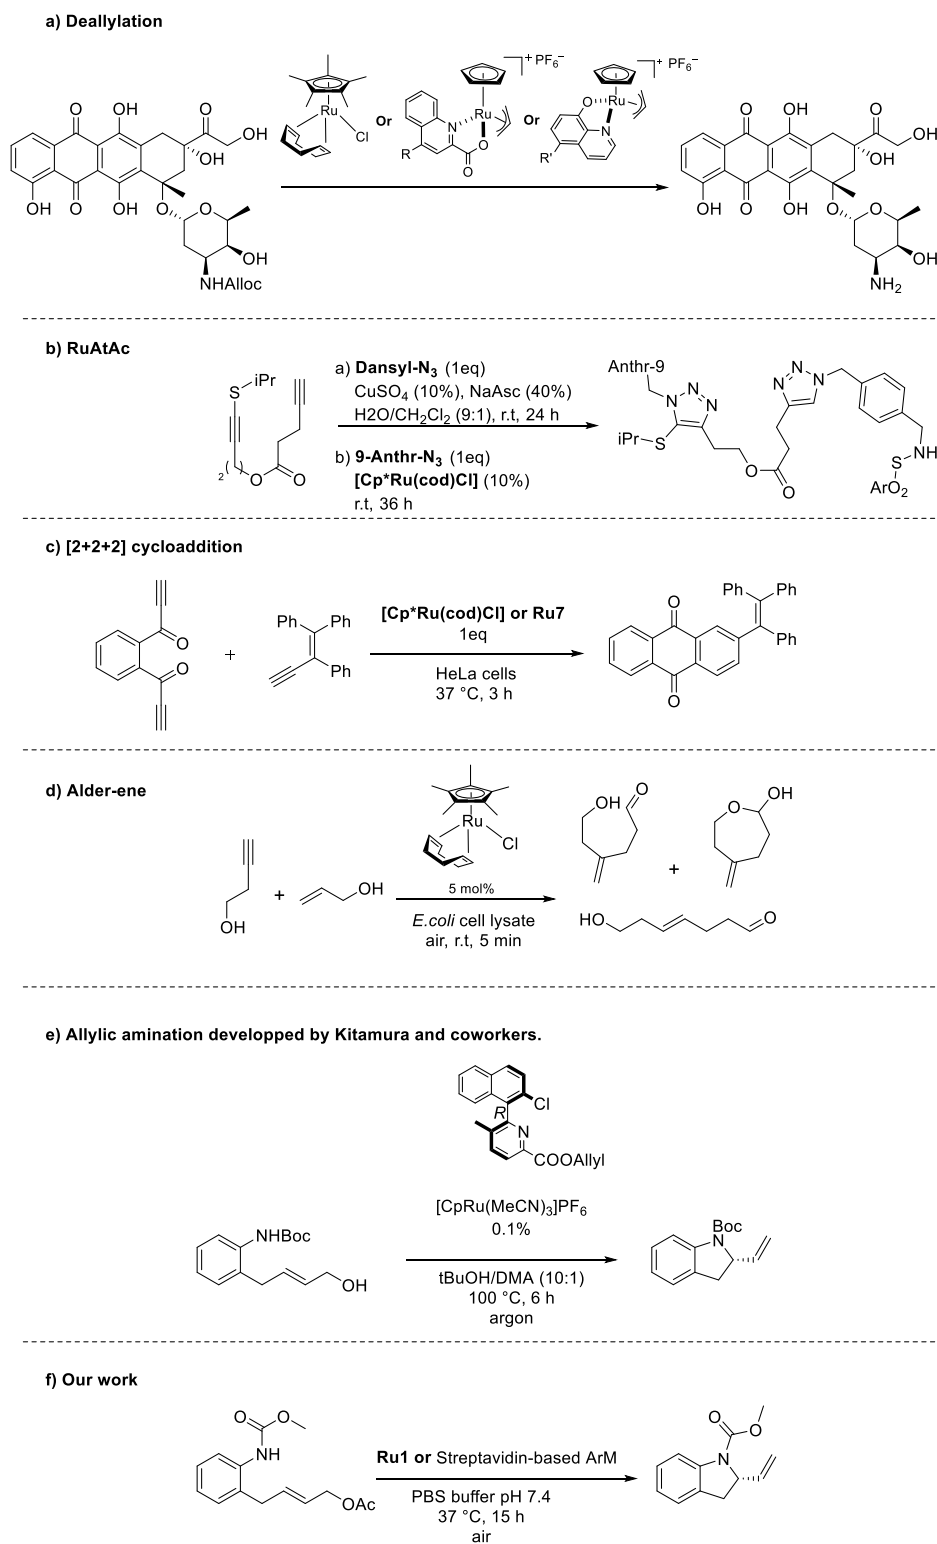 a) Deallylation
Ru
Cl
Or
R
N
O
O
Ru
+
PF6−
Or
R'
O
N
Ru
+
PF6−
O
OH
O
OH
OH
OH
O
OH
O
O
OH
NHAlloc
O
OH
O
OH
OH
OH
O
OH
O
O
OH
NH2
b) RuAtAc
iPr
S
2( )
O
O
a) Dansyl-N3 (1eq)
CuSO4 (10%), NaAsc (40%)
H2O/CH2Cl2 (9:1), r.t, 24 h
b) 9-Anthr-N3 (1eq)
[Cp*Ru(cod)Cl] (10%)
r.t, 36 h
Anthr-9
N
N
N
iPr
S
O
O
N
N
N
NH
S
ArO2
c) [2+2+2] cycloaddition
O
O
+
Ph
Ph
Ph
[Cp*Ru(cod)Cl] or Ru7
1eq
HeLa cells
37 °C, 3 h
O
O
Ph
Ph
Ph
d) Alder-ene
OH
+
OH
Ru
Cl
5 mol%
E.coli cell lysate
air, r.t, 5 min
OH
O
+
O
OH
HO
O
e) Allylic amination developped by Kitamura and coworkers.
Cl
R
N
COOAllyl
[CpRu(MeCN)3]PF6
0.1%
tBuOH/DMA (10:1)
100 °C, 6 h
argon
NHBoc
OH
Boc
N
f) Our work
O
O
NH
OAc
Ru1 or Streptavidin-based ArM
PBS buffer pH 7.4
37 °C, 15 h
air
O
O
N